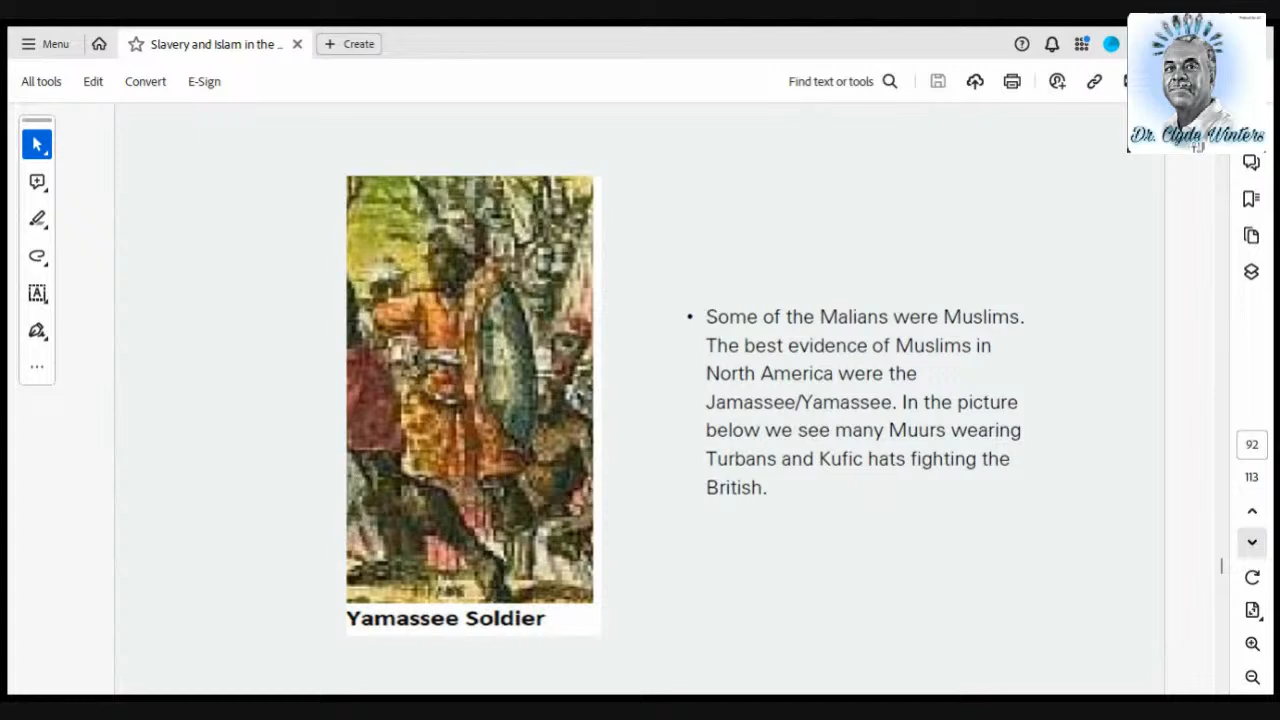 Menu
Slavery and Islam in the ...
Create
All tools
Edit
Convert
E-Sign
Find text or tools
Dr. Clyde Winters
Some of the Malians were Muslims.
The best evidence of Muslims in
North America were the
Jamassee/Yamassee. In the picture
below we see many Muurs wearing
Turbans and Kufic hats fighting the
British.
Yamassee Soldier
92
113